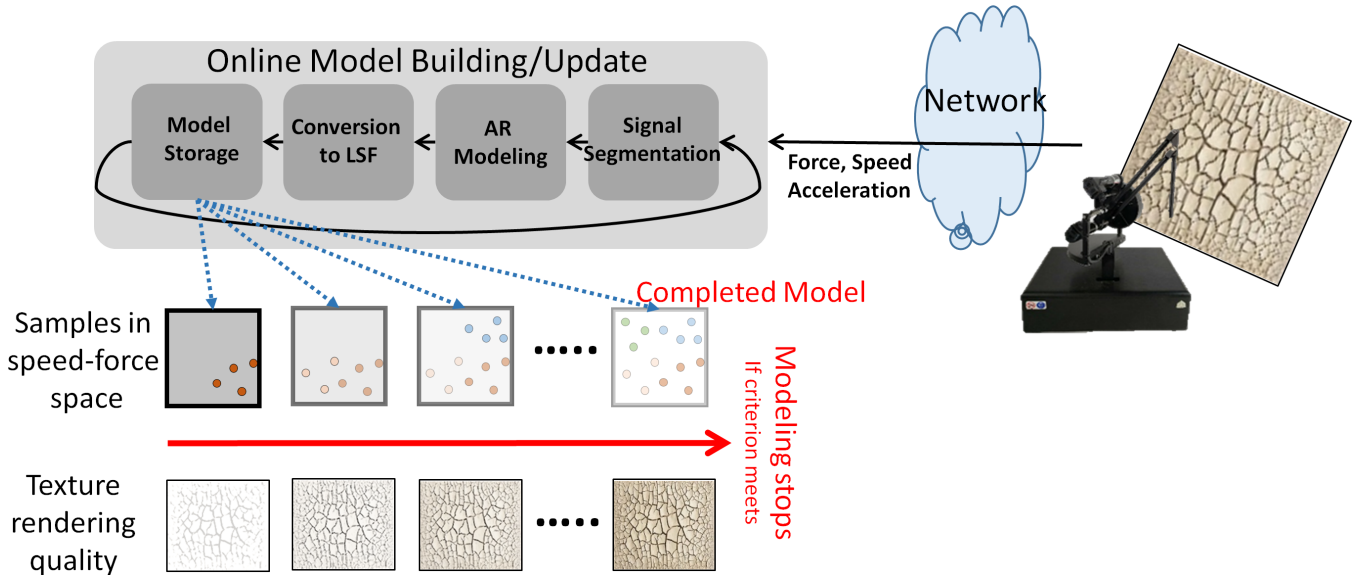 Online Model Building/Update
Model
Storage
Conversion
to LSF
AR
Modeling
Signal
Segmentation
Network
Force, Speed
Acceleration
Completed Model
Samples in
speed-force
space
Modeling stops
If criterion meets
Texture
rendering
quality